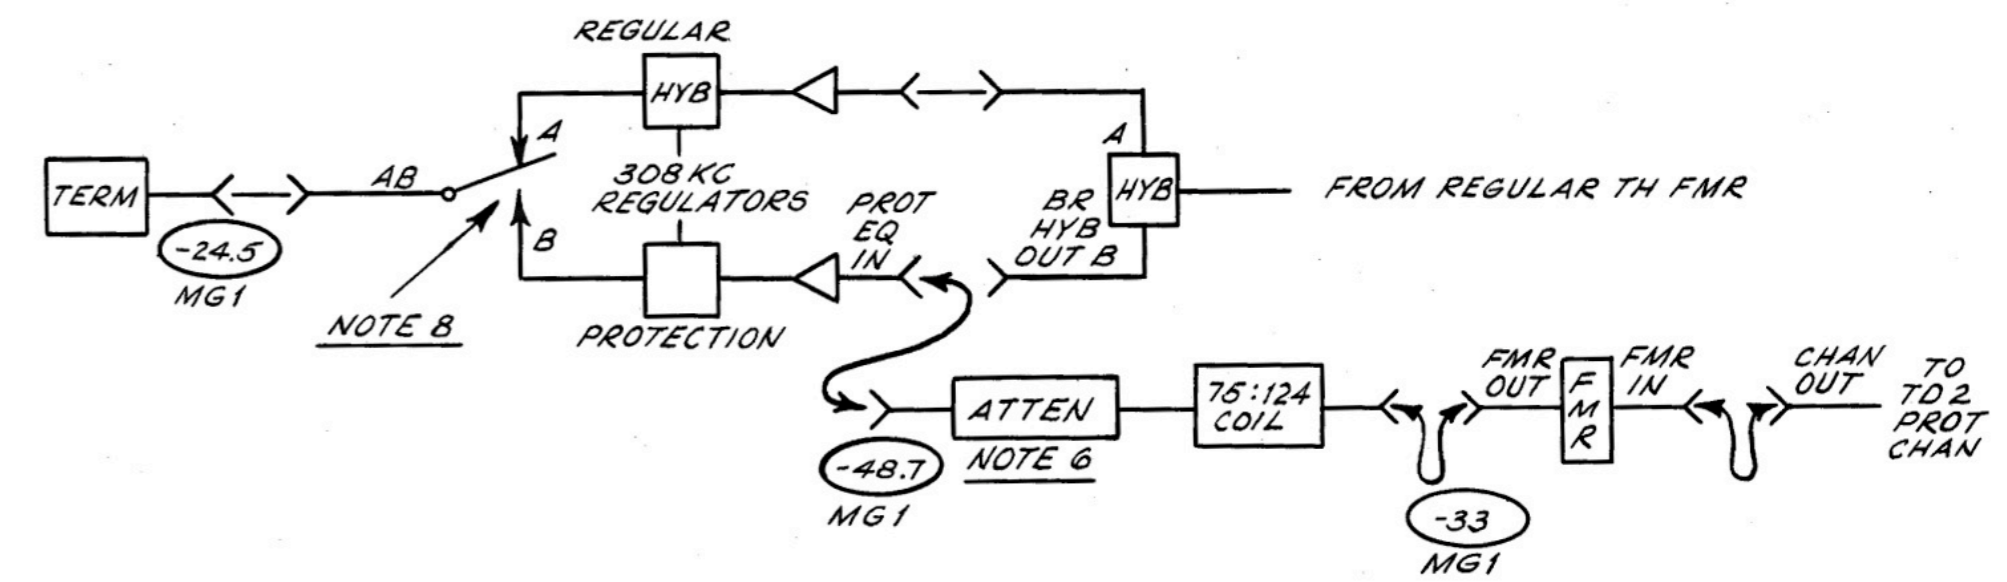 REGULAR
HYB
A
TERM
AB
308 KC
REGULATORS
-24.5
MG1
B
NOTE 8
PROTECTION
PROT
EQ
IN
BR
HYB
OUT B
A
HYB
FROM REGULAR TH FMR
-48.7
MG1
ATTEN
NOTE 6
75:124
COIL
-33
MG1
FMR
OUT
F
M
R
FMR
IN
CHAN
OUT
TO
TD2
PROT
CHAN